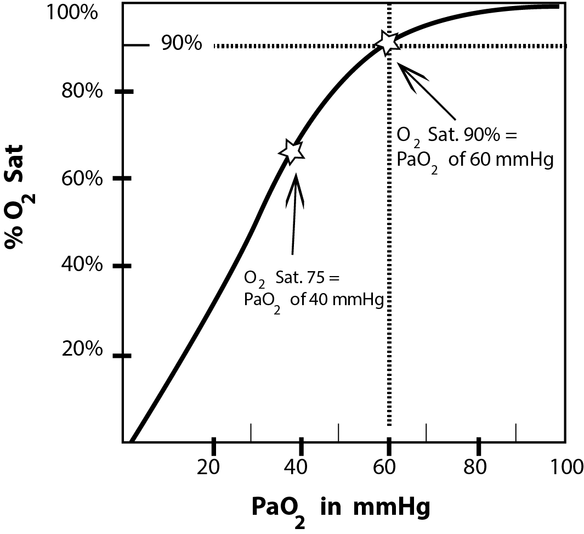 100%
90%
80%
60%
40%
20%
% O2 Sat
O2 Sat. 90% =
PaO2 of 60 mmHg
O2 Sat. 75 =
PaO2 of 40 mmHg
20 40 60 80 100
PaO2 in mmHg